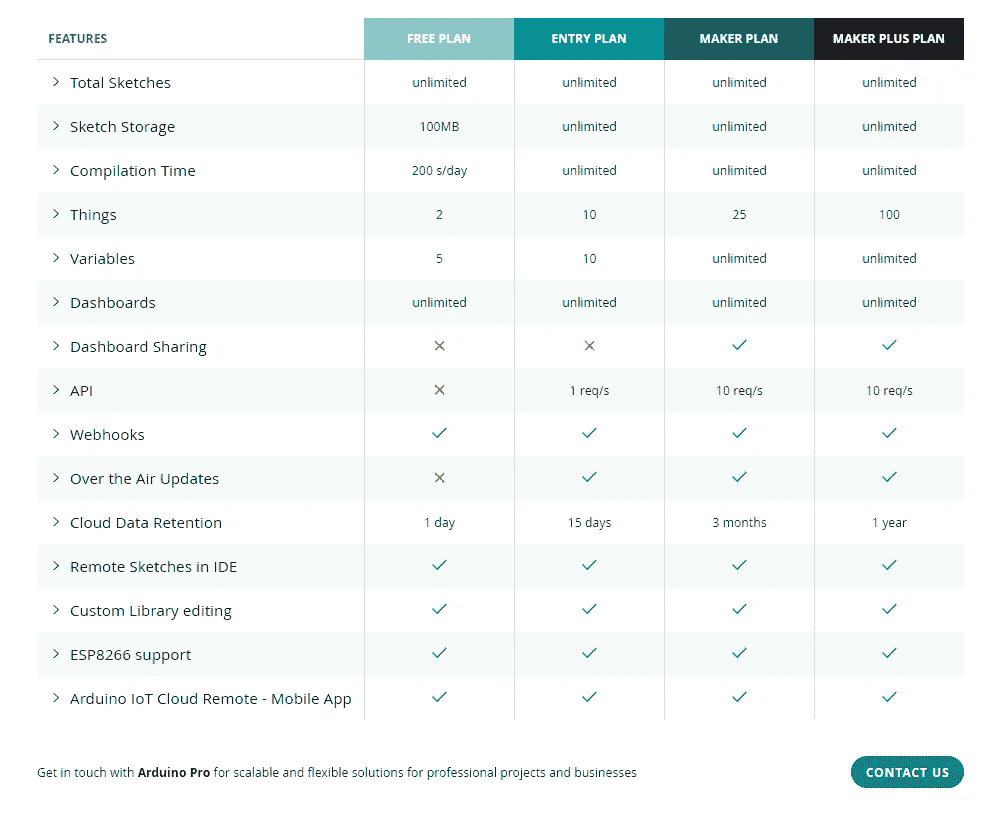 FEATURES FREE PLAN ENTRY PLAN MAKER PLAN MAKER PLUS PLAN
Total Sketches unlimited unlimited unlimited unlimited
Sketch Storage 100MB unlimited unlimited unlimited
Compilation Time 200 s/day unlimited unlimited unlimited
Things 2 10 25 100
Variables 5 10 unlimited unlimited
Dashboards unlimited unlimited unlimited unlimited
Dashboard Sharing
API 1 req/s 10 req/s 10 req/s
Webhooks
Over the Air Updates
Cloud Data Retention 1 day 15 days 3 months 1 year
Remote Sketches in IDE
Custom Library editing
ESP8266 support
Arduino IoT Cloud Remote - Mobile App
Get in touch with Arduino Pro for scalable and flexible solutions for professional projects and businesses CONTACT US